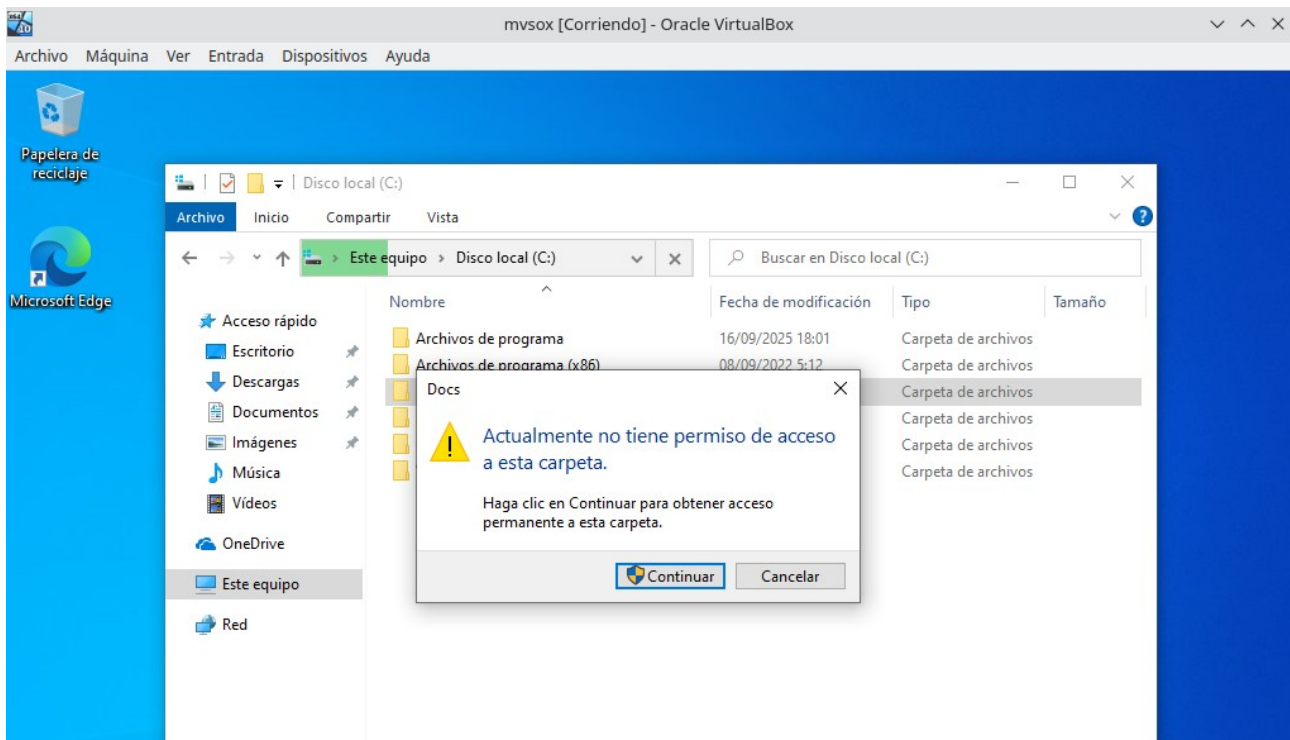 mvsox [Corriendo] - Oracle VirtualBox
Archivo Máquina Ver Entrada Dispositivos Ayuda
Papelera de
reciclaje
Microsoft Edge
Disco local (C:)
Archivo Inicio Compartir Vista
Este equipo Disco local (C:)
Buscar en Disco local (C:)
Nombre Fecha de modificación Tipo Tamaño
Acceso rápido
Escritorio
Descargas
Documentos
Imágenes
Música
Vídeos
OneDrive
Este equipo
Red
Archivos de programa 16/09/2025 18:01 Carpeta de archivos
Archivos de programa (x86) 08/09/2022 5:12 Carpeta de archivos
Carpeta de archivos
Carpeta de archivos
Carpeta de archivos
Carpeta de archivos
Docs
Actualmente no tiene permiso de acceso
a esta carpeta.
Haga clic en Continuar para obtener acceso
permanente a esta carpeta.
Continuar Cancelar